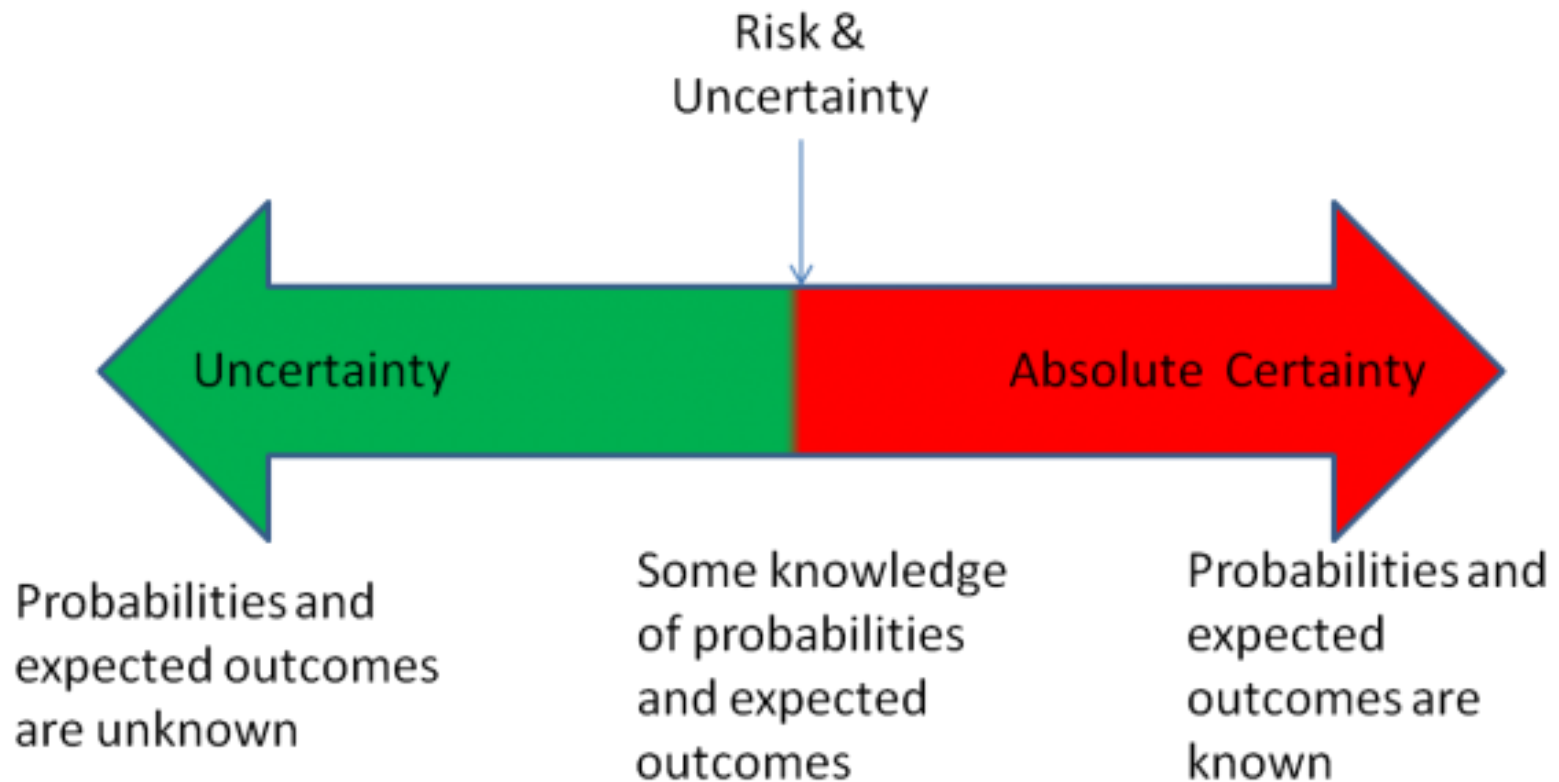 Risk &
Uncertainty
Uncertainty
Absolute Certainty
Probabilities and
expected outcomes
are unknown
Some knowledge
of probabilities
and expected
outcomes
Probabilities and
expected
outcomes are
known